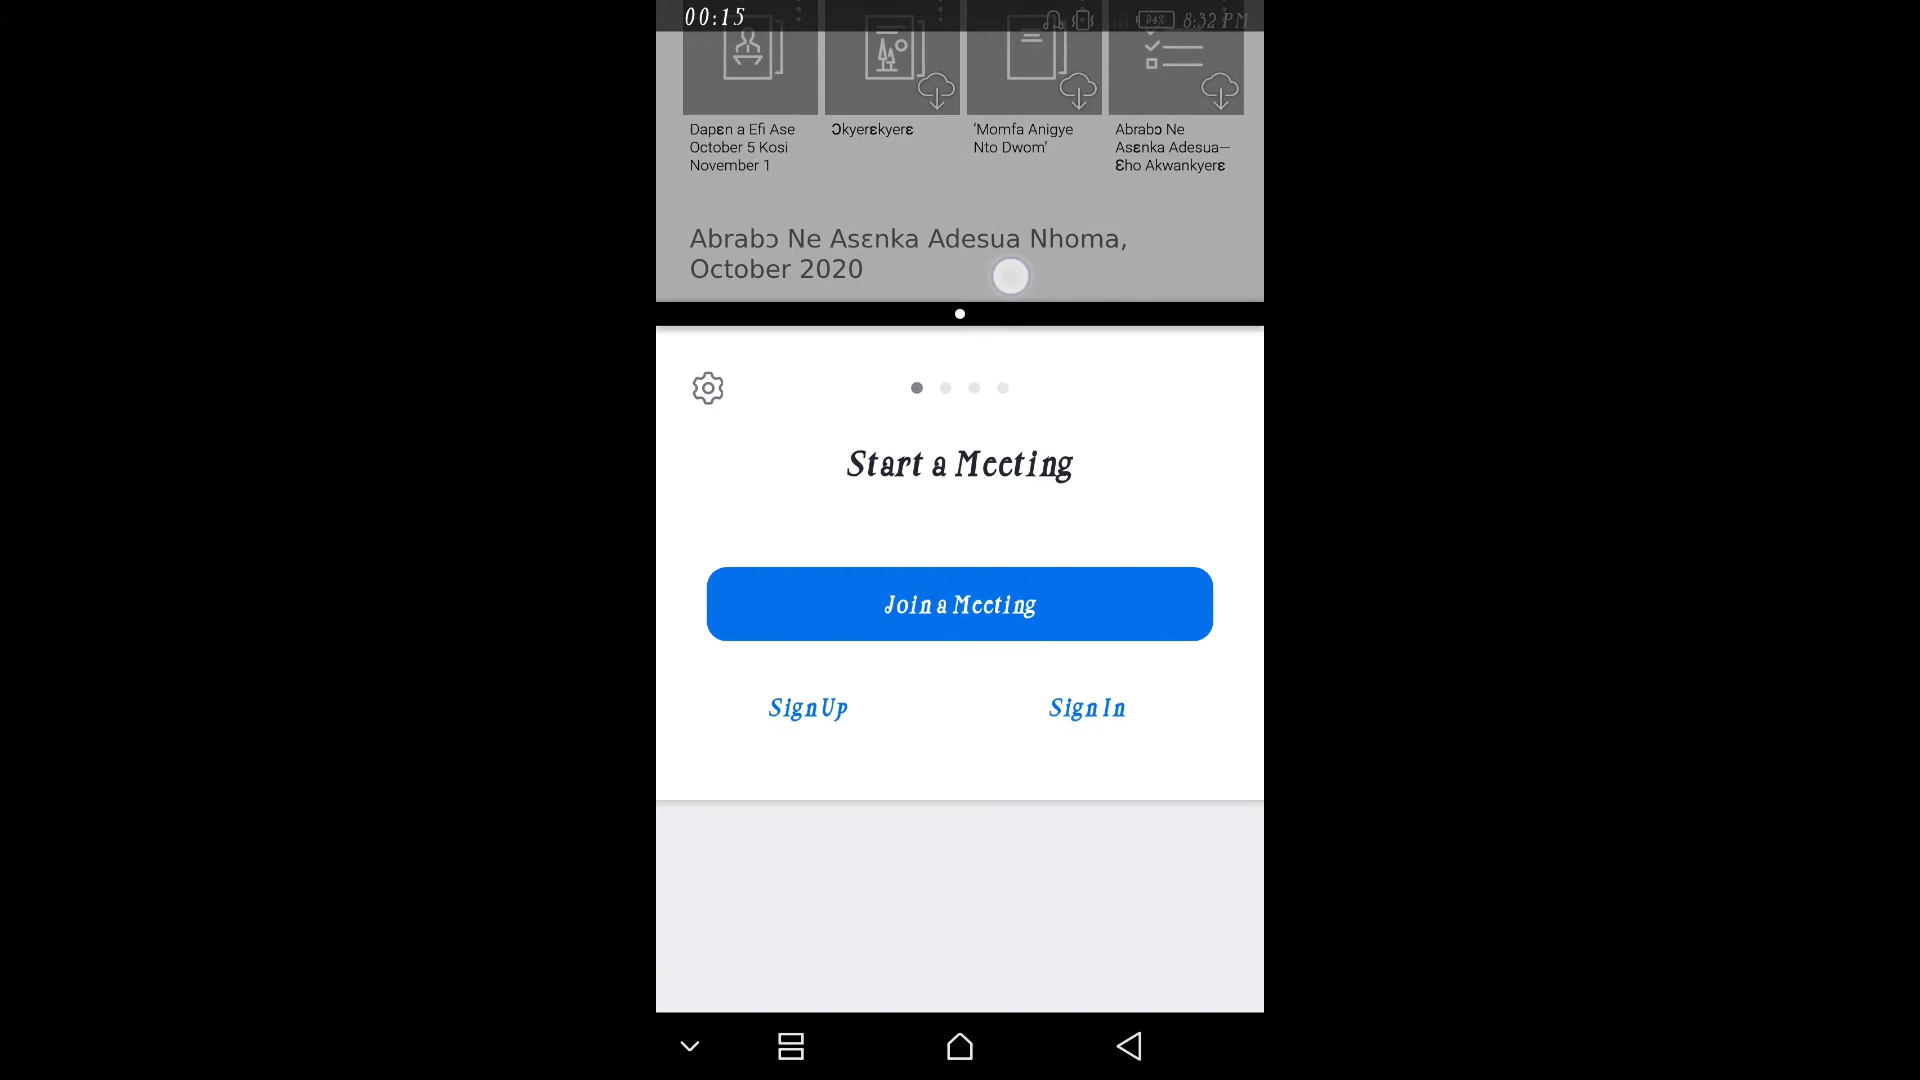 00:15
94%
8:32 PM
Dapɛn a Efi Ase
October 5 Kosi
November 1
Ɔkyerɛkyerɛ
‘Momfa Anigye
Nto Dwom’
Abrabɔ Ne
Asɛnka Adesua—
Ɛho Akwankyerɛ
Abrabɔ Ne Asɛnka Adesua Nhoma,
October 2020
Start a Meeting
Join a Meeting
Sign Up
Sign In